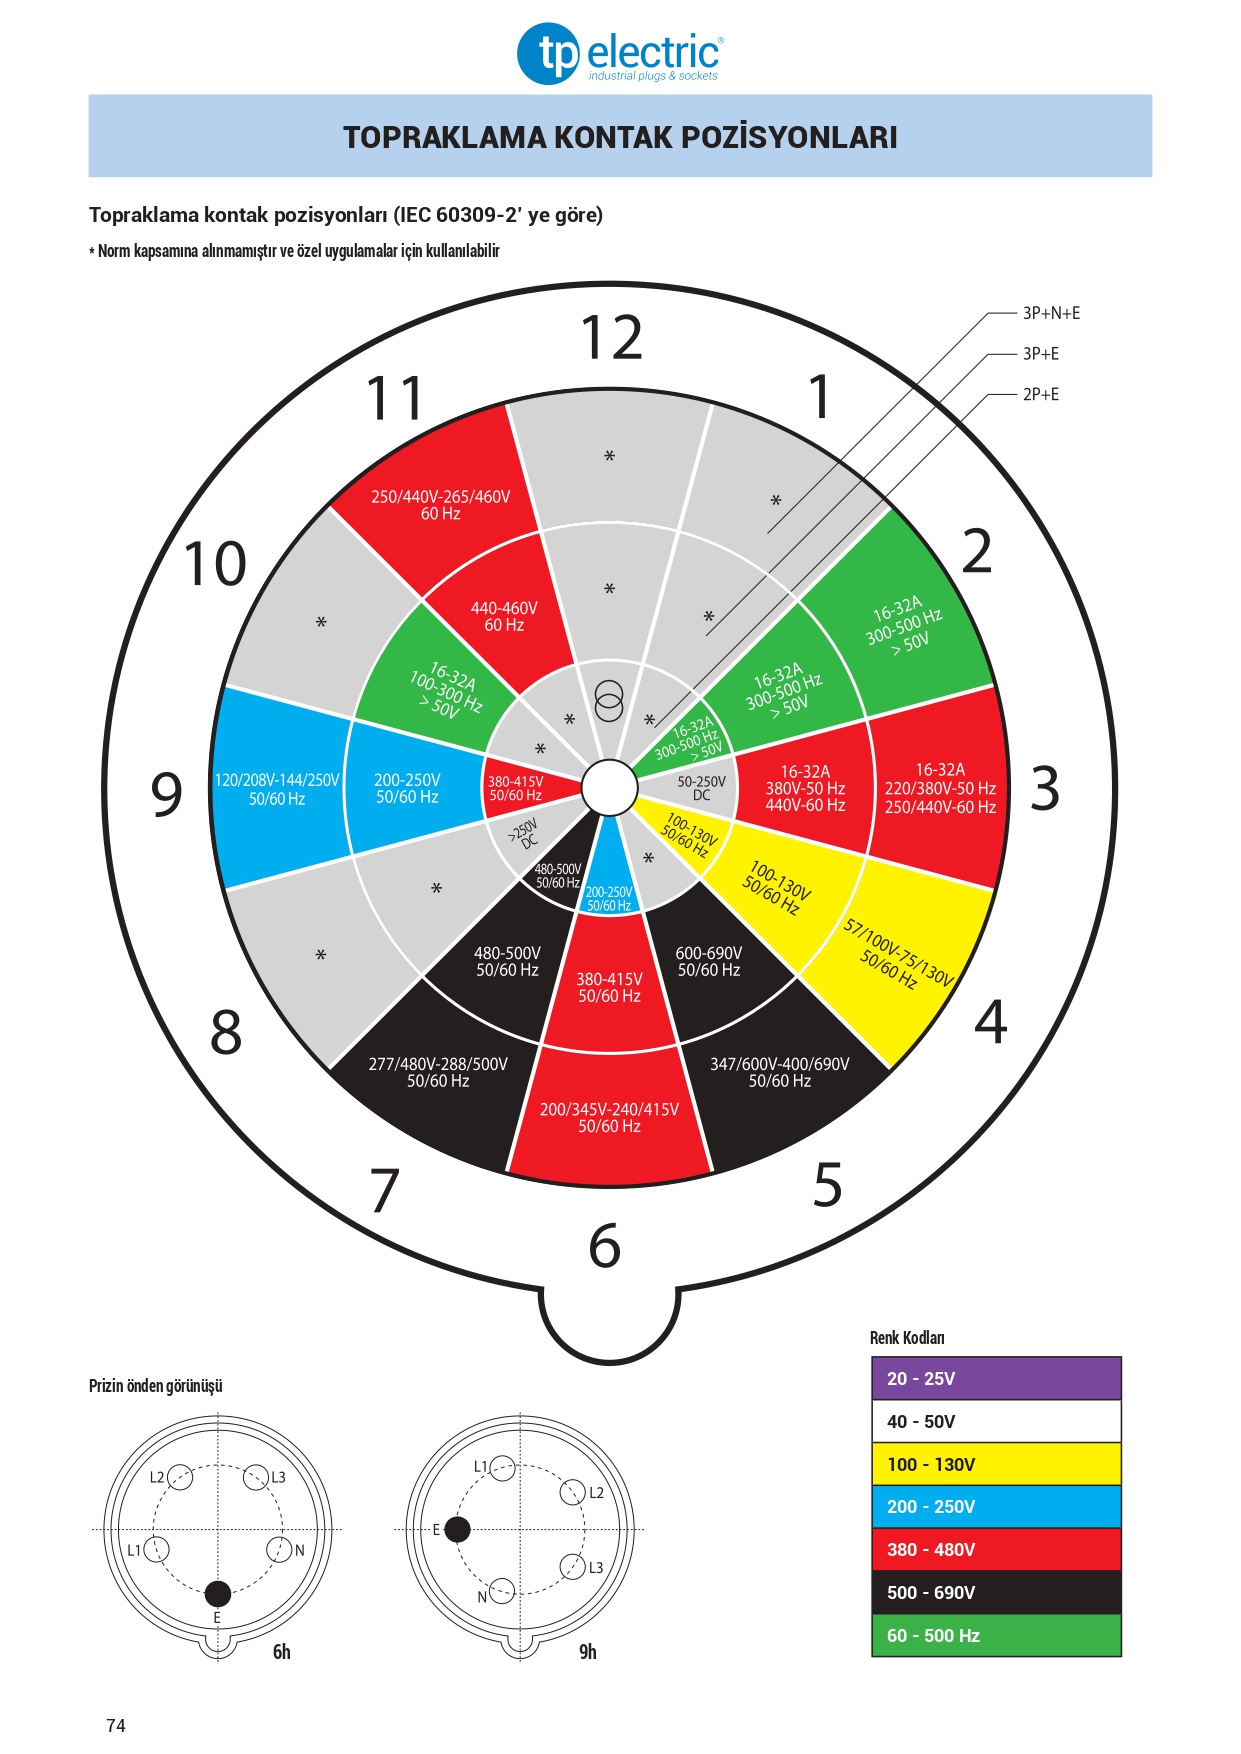 tp electric®
industrial plugs & sockets
TOPRAKLAMA KONTAK POZİSYONLARI
Topraklama kontak pozisyonları (IEC 60309-2' ye göre)
* Norm kapsamına alınmamıştır ve özel uygulamalar için kullanılabilir
3P+N+E
3P+E
2P+E
12
*
*
1
*
*
*
2
16-32A
300-500 Hz
> 50V
16-32A
300-500 Hz
> 50V
16-32A
300-500 Hz
> 50V
3
16-32A
220/380V-50 Hz
250/440V-60 Hz
16-32A
380V-50 Hz
440V-60 Hz
50-250V
DC
4
57/100V-75/130V
50/60 Hz
100-130V
50/60 Hz
100-130V
50/60 Hz
5
347/600V-400/690V
50/60 Hz
600-690V
50/60 Hz
*
6
200/345V-240/415V
50/60 Hz
380-415V
50/60 Hz
200-250V
50/60 Hz
7
277/480V-288/500V
50/60 Hz
480-500V
50/60 Hz
480-500V
50/60 Hz
8
*
*
>250V
DC
9
120/208V-144/250V
50/60 Hz
200-250V
50/60 Hz
380-415V
50/60 Hz
10
*
16-32A
100-300 Hz
> 50V
*
11
250/440V-265/460V
60 Hz
440-460V
60 Hz
*
Prizin önden görünüşü
L2
L3
L1
N
E
6h
L1
L2
E
L3
N
9h
Renk Kodları
20 - 25V
40 - 50V
100 - 130V
200 - 250V
380 - 480V
500 - 690V
60 - 500 Hz
74